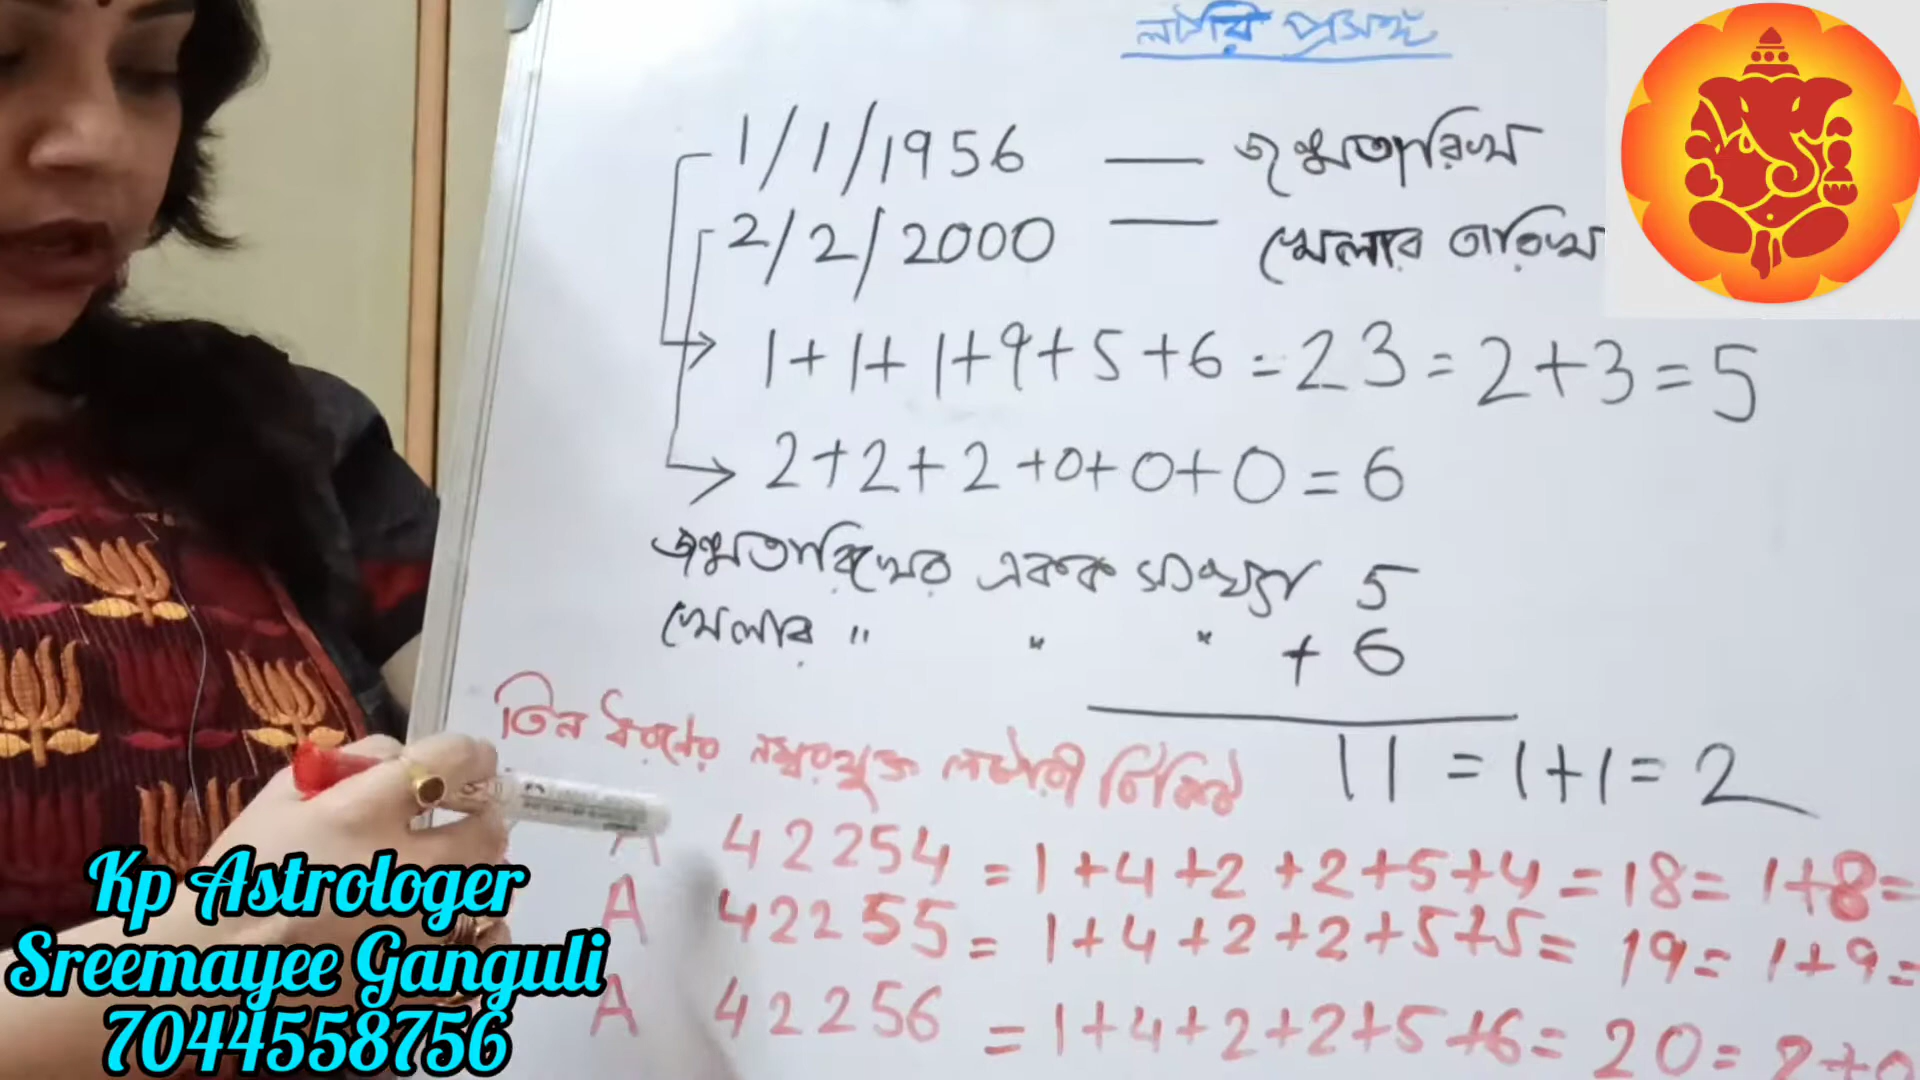 লটারি প্রসঙ্গ
1/1/1956 — জন্মতারিখ
2/2/2000 — খেলার তারিখ
1+1+1+9+5+6 = 23 = 2+3 = 5
2+2+2+0+0+0 = 6
জন্মতারিখের একক সংখ্যা 5
খেলার " " " + 6
11 = 1+1 = 2
তিন ধরনের নম্বরযুক্ত লটারী টিকিট
A 42254 = 1+4+2+2+5+4 = 18 = 1+8=
A 42255 = 1+4+2+2+5+5 = 19 = 1+9=
A 42256 = 1+4+2+2+5+6 = 20 = 2+0
Kp Astrologer
Sreemayee Ganguli
7044558756